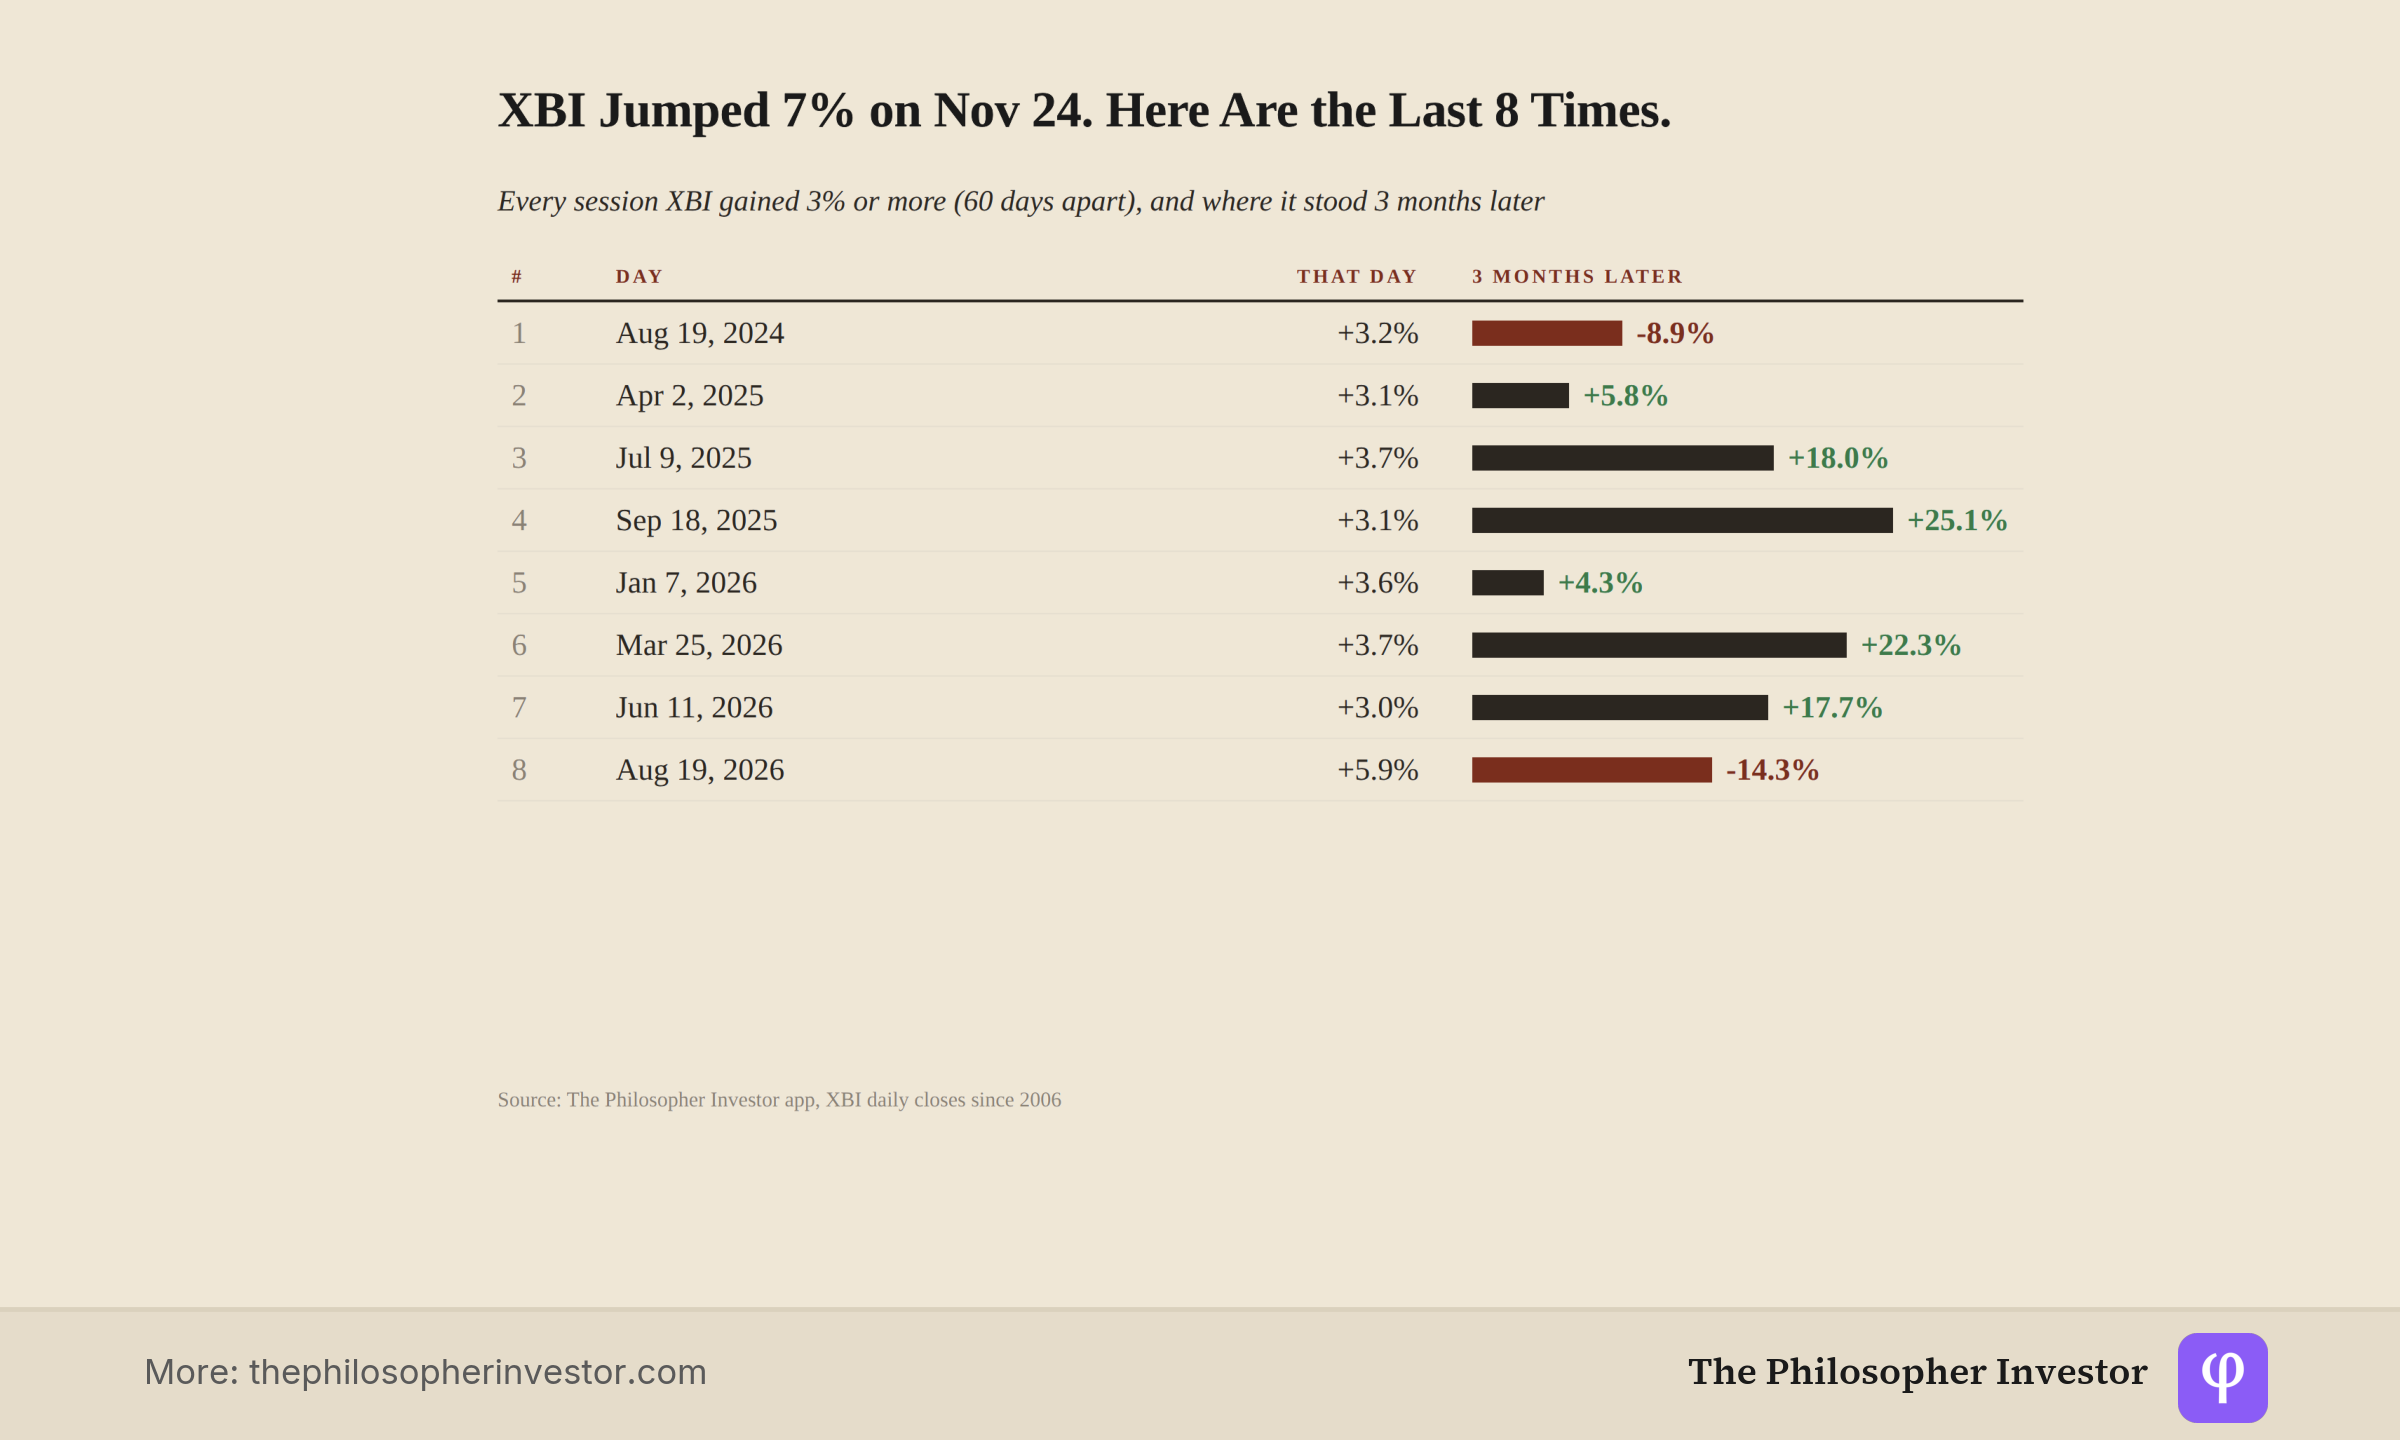 XBI Jumped 7% on Nov 24. Here Are the Last 8 Times.
Every session XBI gained 3% or more (60 days apart), and where it stood 3 months later
# DAY THAT DAY 3 MONTHS LATER
1 Aug 19, 2024 +3.2% -8.9%
2 Apr 2, 2025 +3.1% +5.8%
3 Jul 9, 2025 +3.7% +18.0%
4 Sep 18, 2025 +3.1% +25.1%
5 Jan 7, 2026 +3.6% +4.3%
6 Mar 25, 2026 +3.7% +22.3%
7 Jun 11, 2026 +3.0% +17.7%
8 Aug 19, 2026 +5.9% -14.3%
Source: The Philosopher Investor app, XBI daily closes since 2006
More: thephilosopherinvestor.com
The Philosopher Investor φ